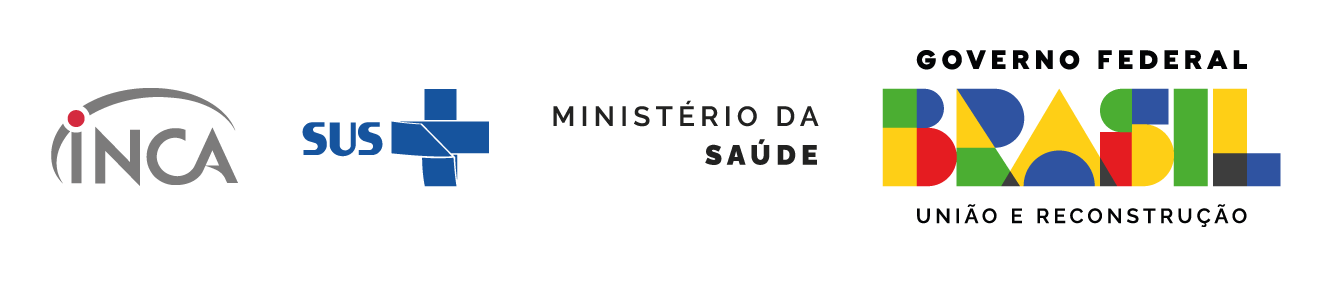 INCA
SUS
MINISTÉRIO DA
SAÚDE
GOVERNO FEDERAL
BRASIL
UNIÃO E RECONSTRUÇÃO